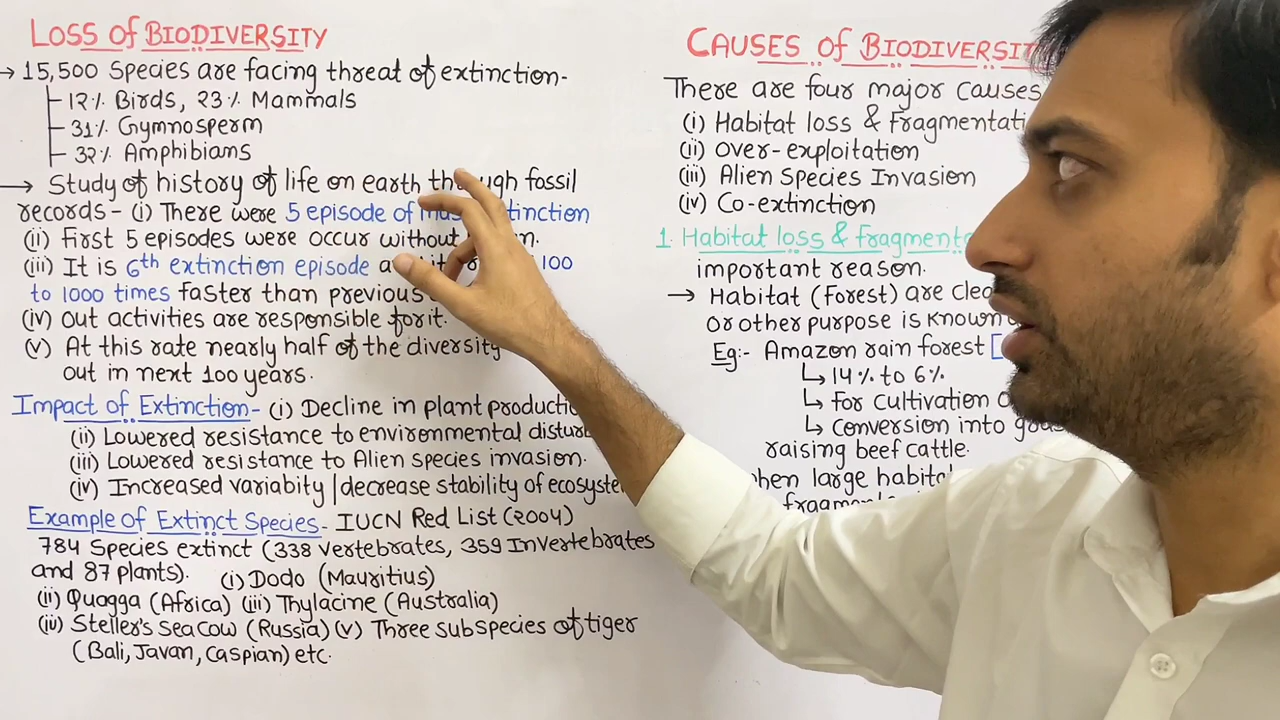 LOSS of BIODIVERSITY
→ 15,500 Species are facing threat of extinction-
12% Birds, 23% Mammals
31% Gymnosperm
32% Amphibians
→ Study of history of life on earth fossil
records- (i) There were 5 episode of
(ii) First 5 episodes were occur without
(iii) It is 6th extinction episode 100
to 1000 times faster than previous
(iv) out activities are responsible for it.
(v) At this rate nearly half of the diversity
out in next 100 years.
Impact of Extinction- (i) Decline in plant
(ii) Lowered resistance to environmental
(iii) Lowered resistance to Alien species invasion.
(iv) Increased variabity | decrease stability of
Example of Extinct Species- IUCN Red List (2004)
784 Species extinct (338 vertebrates, 359 Invertebrates
and 87 plants). (i) Dodo (Mauritius)
(ii) Quagga (Africa) (iii) Thylacine (Australia)
(iv) Steller's Sea Cow (Russia) (v) Three subspecies of tiger
(Bali, Javan, Caspian) etc.
CAUSES of
There are four major causes
(i) Habitat loss &
(ii) Over-exploitation
(iii) Alien Species Invasion
(iv) Co-extinction
1. Habitat loss &
important reason.
→ Habitat (Forest) are
or other purpose is
Eg:- Amazon rain forest [
↳ 14% to 6%
↳ For cultivation
↳ Conversion into
raising beef cattle.
large